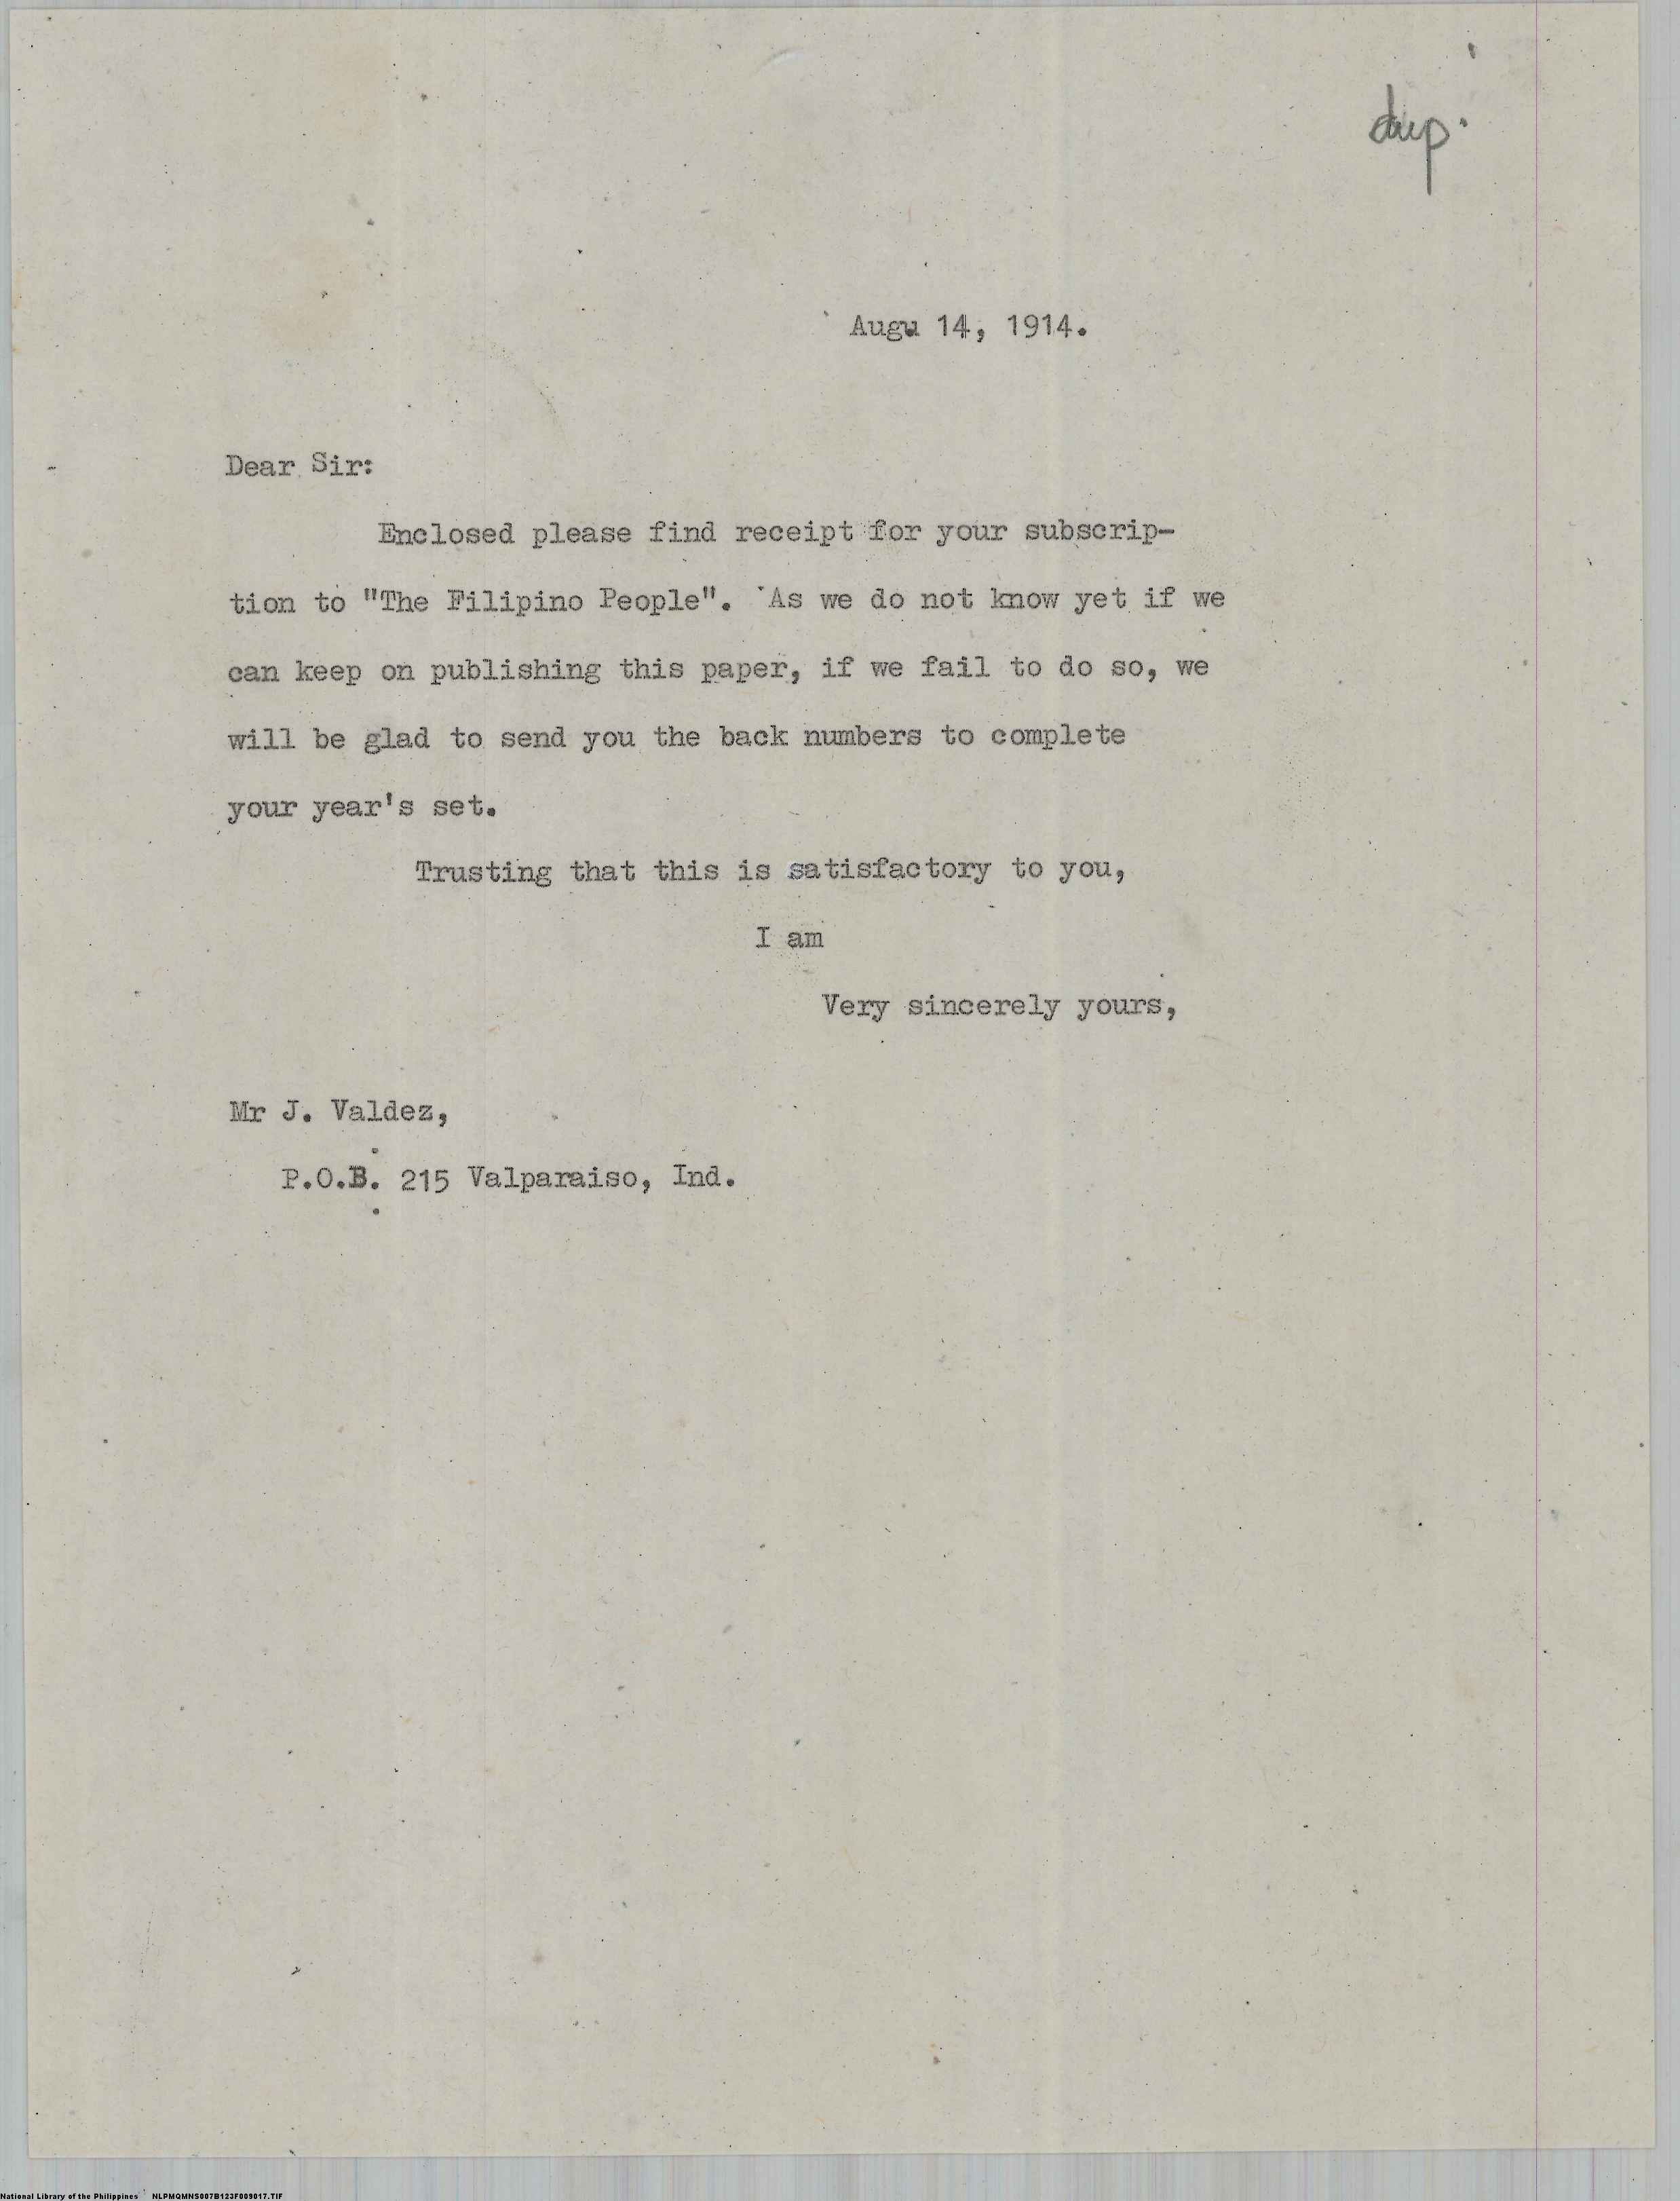 dup.
Augu 14, 1914.
Dear Sir:
Enclosed please find receipt for your subscrip-
tion to "The Filipino People". As we do not know yet if we
can keep on publishing this paper, if we fail to do so, we
will be glad to send you the back numbers to complete
your year's set.
Trusting that this is satisfactory to you,
I am
Very sincerely yours,
Mr J. Valdez,
P.O.B. 215 Valparaiso, Ind.
National Library of the Philippines NLPMQMNS007B123F009017.TIF